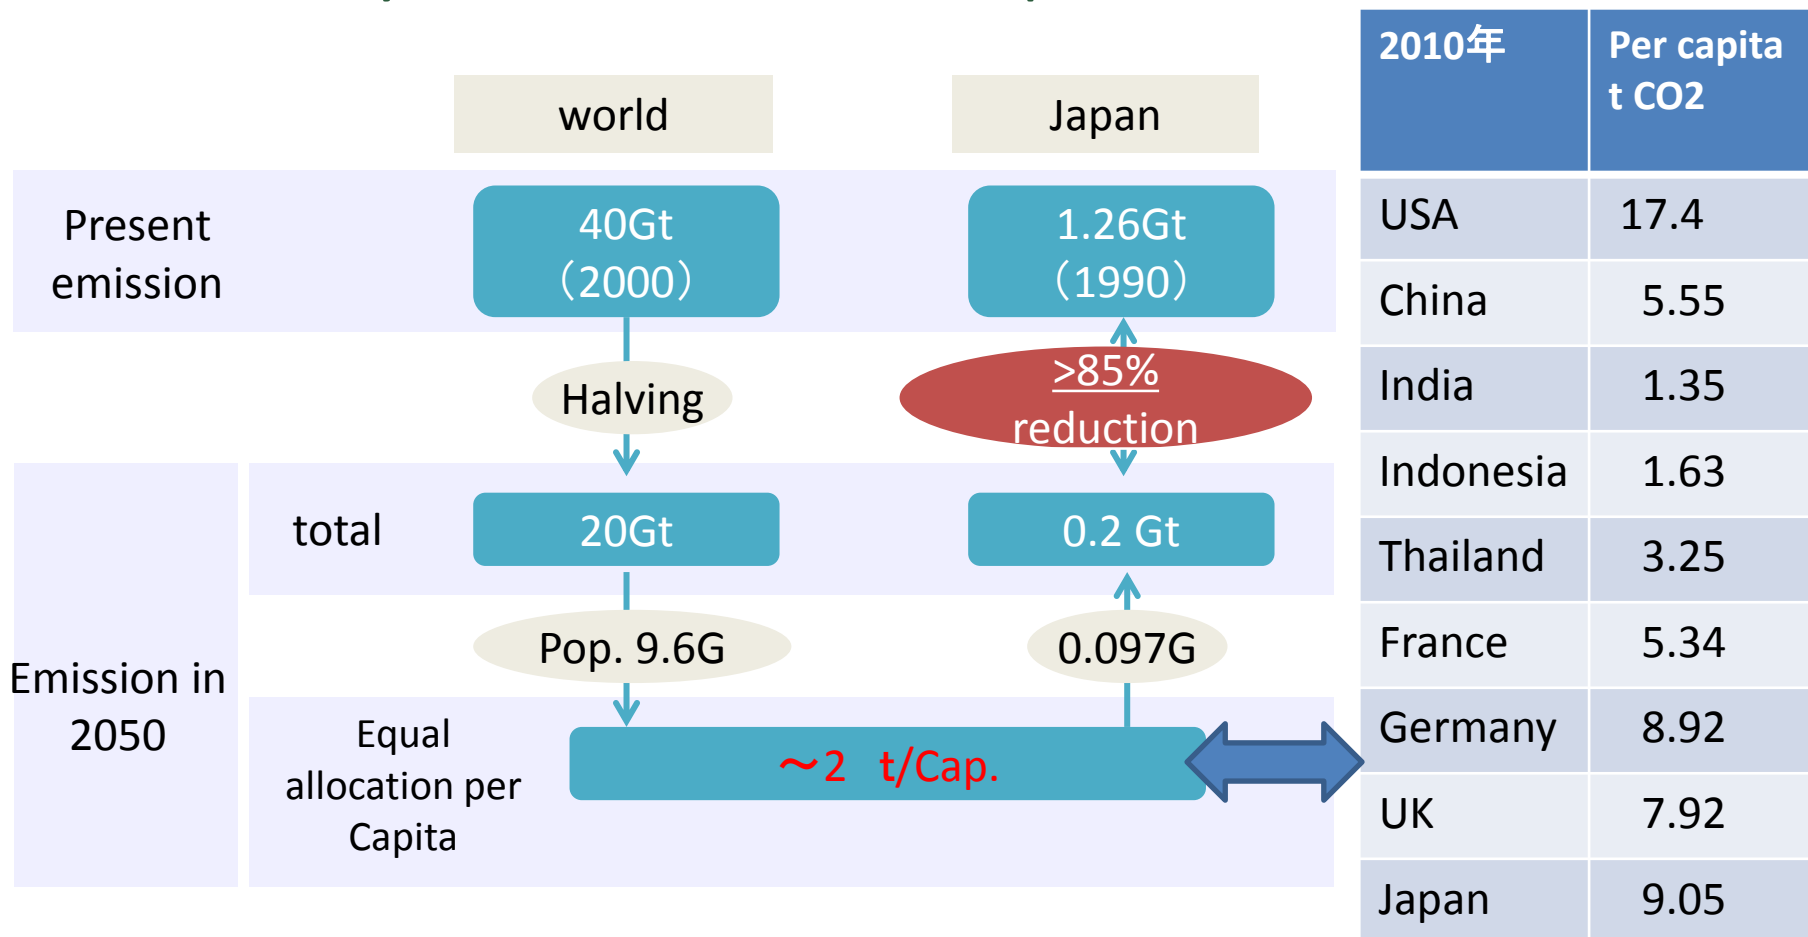 world
Japan
Present
emission
40Gt
（2000）
1.26Gt
（1990）
Halving
>85%
reduction
total
20Gt
0.2 Gt
Pop. 9.6G
0.097G
Emission in
2050
Equal
allocation per
Capita
～2 t/Cap.
2010年
Per capita
t CO2
USA 17.4
China 5.55
India 1.35
Indonesia 1.63
Thailand 3.25
France 5.34
Germany 8.92
UK 7.92
Japan 9.05